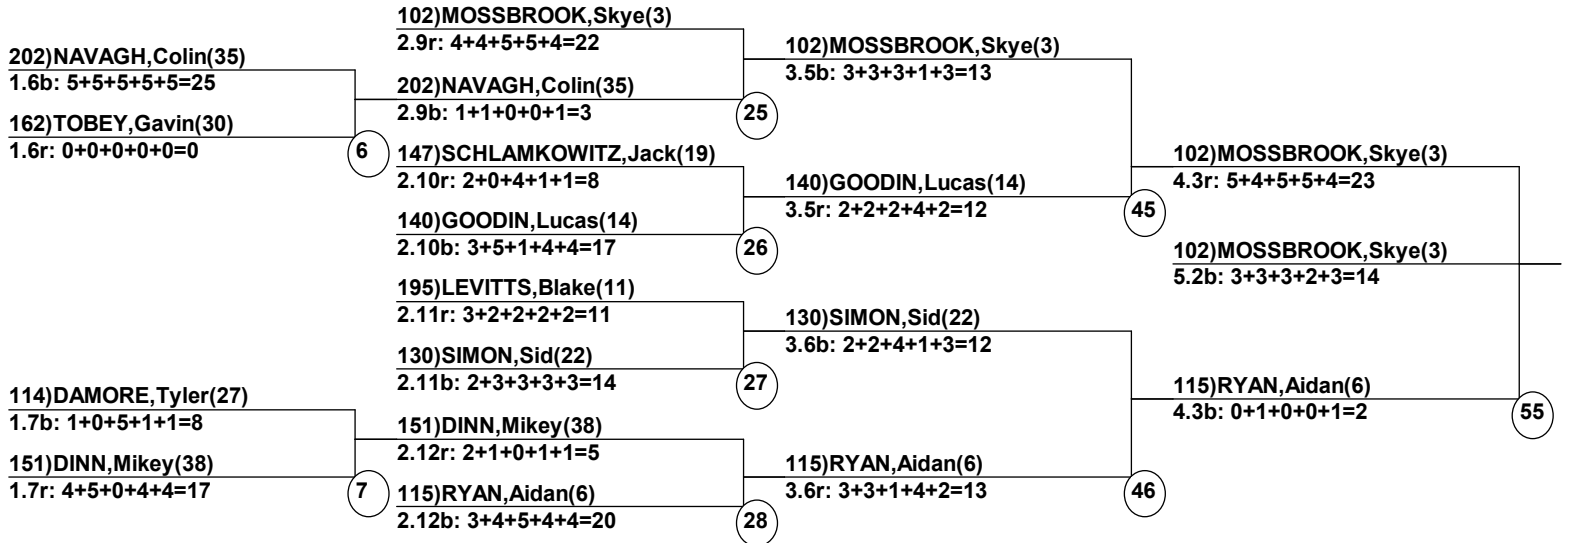 102)MOSSBROOK,Skye(3)
2.9r: 4+4+5+5+4=22
202)NAVAGH,Colin(35)
1.6b: 5+5+5+5+5=25
162)TOBEY,Gavin(30)
1.6r: 0+0+0+0+0=0
6
202)NAVAGH,Colin(35)
2.9b: 1+1+0+0+1=3
25
102)MOSSBROOK,Skye(3)
3.5b: 3+3+3+1+3=13
147)SCHLAMKOWITZ,Jack(19)
2.10r: 2+0+4+1+1=8
140)GOODIN,Lucas(14)
2.10b: 3+5+1+4+4=17
26
140)GOODIN,Lucas(14)
3.5r: 2+2+2+4+2=12
45
102)MOSSBROOK,Skye(3)
4.3r: 5+4+5+5+4=23
102)MOSSBROOK,Skye(3)
5.2b: 3+3+3+2+3=14
195)LEVITTS,Blake(11)
2.11r: 3+2+2+2+2=11
130)SIMON,Sid(22)
2.11b: 2+3+3+3+3=14
27
130)SIMON,Sid(22)
3.6b: 2+2+4+1+3=12
114)DAMORE,Tyler(27)
1.7b: 1+0+5+1+1=8
151)DINN,Mikey(38)
1.7r: 4+5+0+4+4=17
7
151)DINN,Mikey(38)
2.12r: 2+1+0+1+1=5
115)RYAN,Aidan(6)
2.12b: 3+4+5+4+4=20
28
115)RYAN,Aidan(6)
3.6r: 3+3+1+4+2=13
46
115)RYAN,Aidan(6)
4.3b: 0+1+0+0+1=2
55